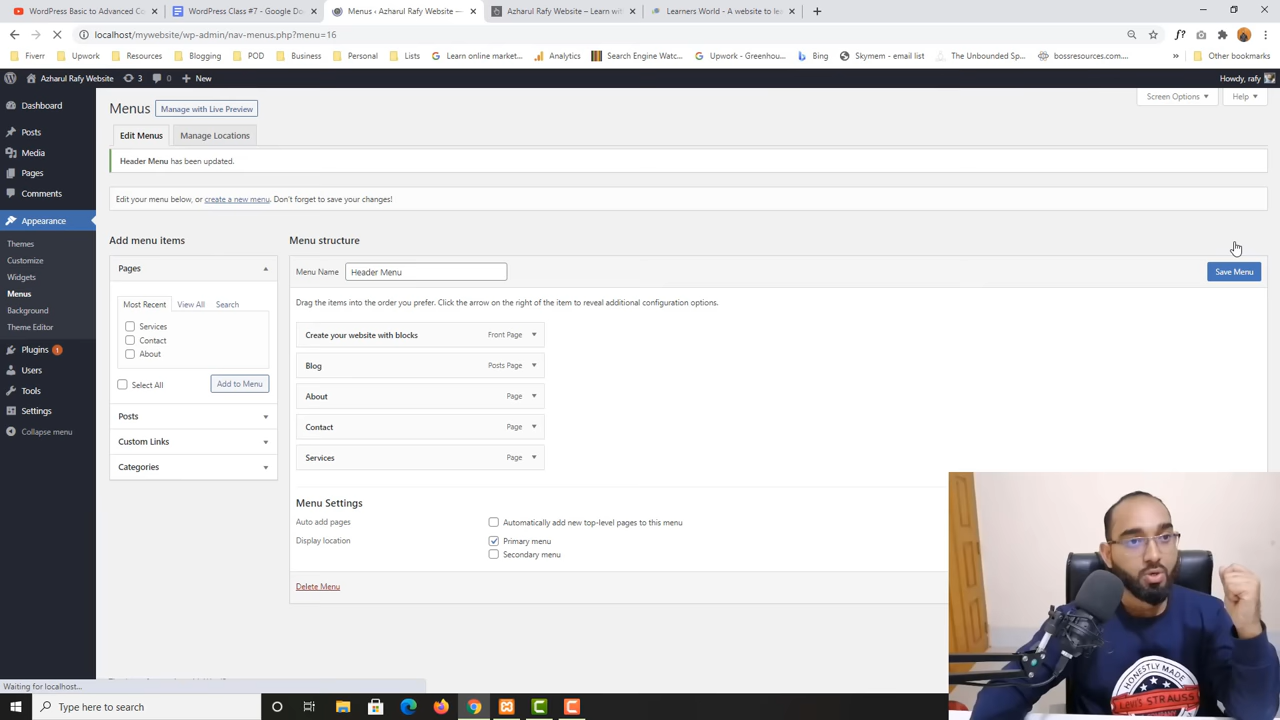 WordPress Basic to Advanced Co
WordPress Class #7 - Google Do
Menus ‹ Azharul Rafy Website —
Azharul Rafy Website – Learn wit
Learners World - A website to le
localhost/mywebsite/wp-admin/nav-menus.php?menu=16
Fiverr
Upwork
Resources
Blogging
POD
Business
Personal
Lists
Learn online marke...
Analytics
Search Engine Watc...
Upwork - Greenhou...
Bing
Skymem - email list
The Unbounded Sp...
bossresources.com...
Other bookmarks
Azharul Rafy Website
3
0
New
Howdy, rafy
Dashboard
Posts
Media
Pages
Comments
Appearance
Themes
Customize
Widgets
Menus
Background
Theme Editor
Plugins 1
Users
Tools
Settings
Collapse menu
Menus
Manage with Live Preview
Screen Options
Help
Edit Menus
Manage Locations
Header Menu has been updated.
Edit your menu below, or create a new menu. Don't forget to save your changes!
Add menu items
Pages
Most Recent
View All
Search
Services
Contact
About
Select All
Add to Menu
Posts
Custom Links
Categories
Menu structure
Menu Name
Header Menu
Save Menu
Drag the items into the order you prefer. Click the arrow on the right of the item to reveal additional configuration options.
Create your website with blocks
Front Page
Blog
Posts Page
About
Page
Contact
Page
Services
Page
Menu Settings
Auto add pages
Automatically add new top-level pages to this menu
Display location
Primary menu
Secondary menu
Delete Menu
HONESTLY MADE
LEVI STRAUSS
Waiting for localhost...
Type here to search